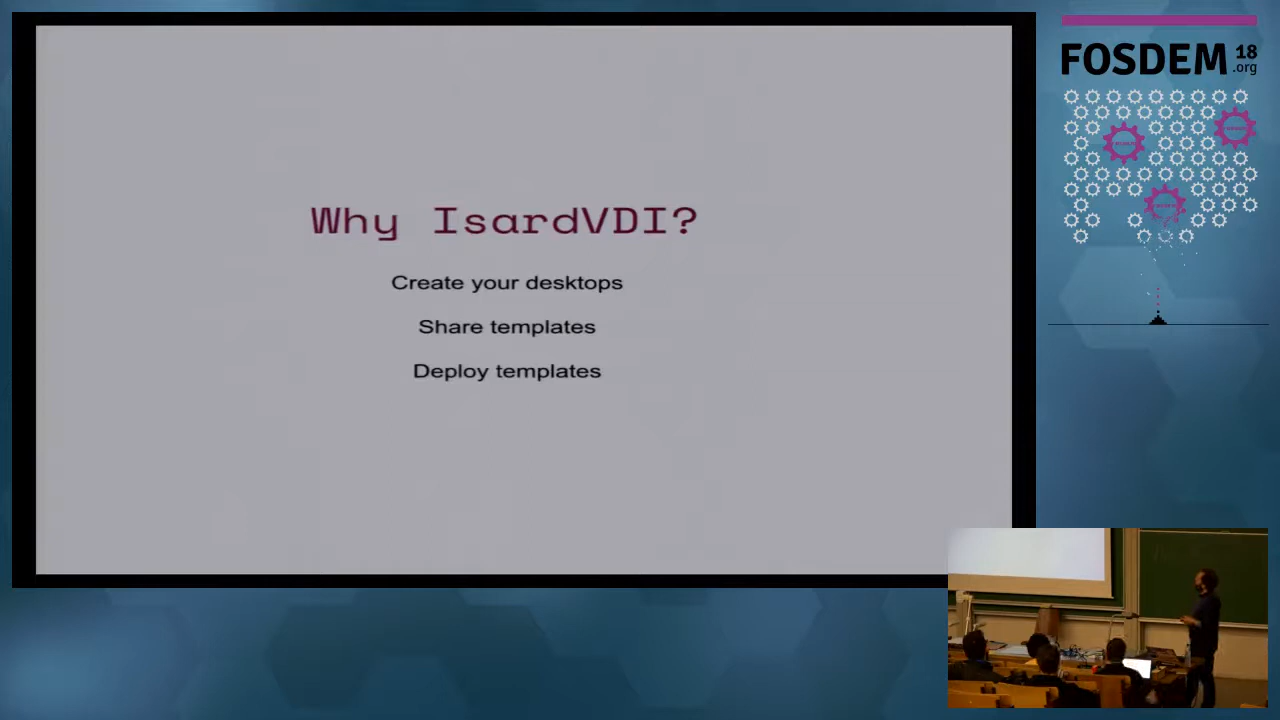 Why IsardVDI?
Create your desktops
Share templates
Deploy templates
FOSDEM 18
.org